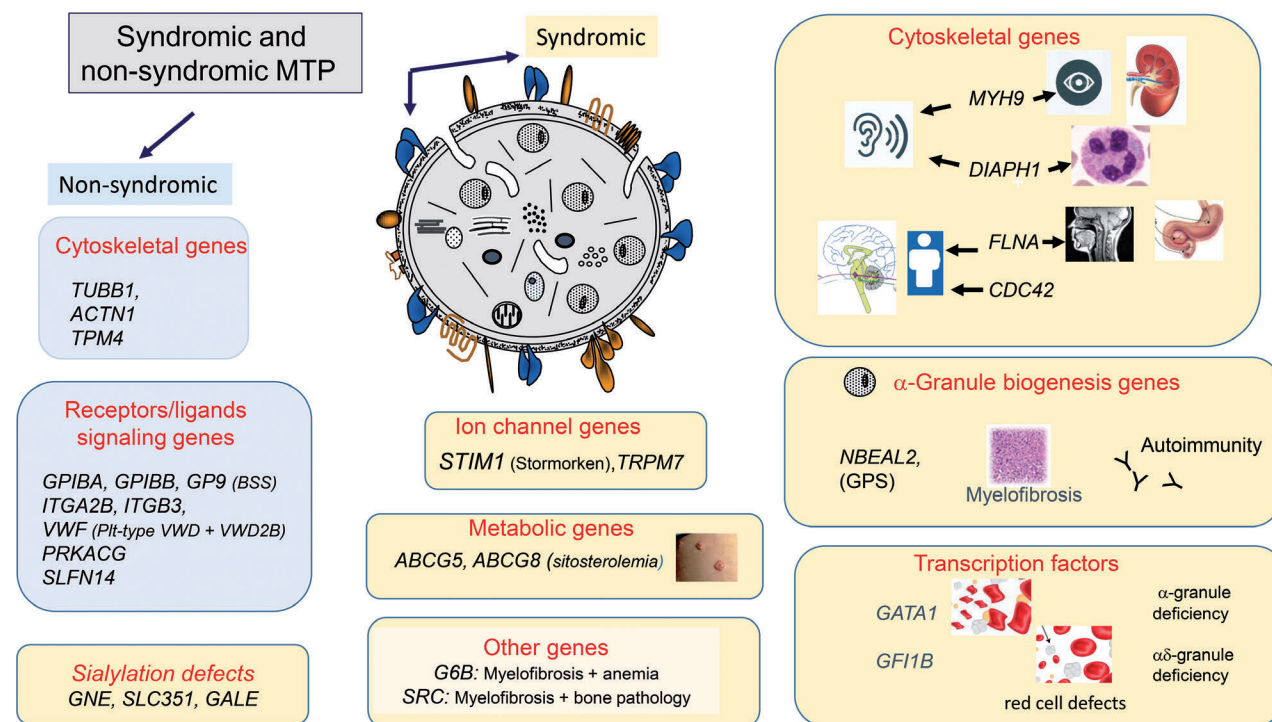 Syndromic and
non-syndromic MTP
Non-syndromic
Cytoskeletal genes
TUBB1,
ACTN1
TPM4
Receptors/ligands
signaling genes
GPIBA, GPIBB, GP9 (BSS)
ITGA2B, ITGB3,
VWF (Plt-type VWD + VWD2B)
PRKACG
SLFN14
Sialylation defects
GNE, SLC351, GALE
Syndromic
Ion channel genes
STIM1 (Stormorken), TRPM7
Metabolic genes
ABCG5, ABCG8 (sitosterolemia)
Other genes
G6B: Myelofibrosis + anemia
SRC: Myelofibrosis + bone pathology
Cytoskeletal genes
MYH9
DIAPH1
FLNA
CDC42
α-Granule biogenesis genes
NBEAL2,
(GPS)
Myelofibrosis
Autoimmunity
Transcription factors
GATA1
α-granule
deficiency
GFI1B
αδ-granule
deficiency
red cell defects